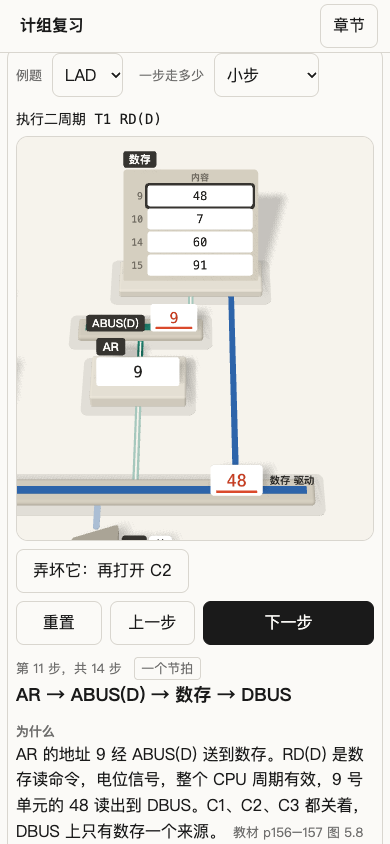 计组复习
章节
例题 LAD 一步走多少 小步
执行二周期 T1 RD(D)
数存
内容
9 48
10 7
14 60
15 91
ABUS(D) 9
AR
9
48 数存 驱动
弄坏它：再打开 C2
重置 上一步 下一步
第 11 步，共 14 步 一个节拍
AR → ABUS(D) → 数存 → DBUS
为什么
AR 的地址 9 经 ABUS(D) 送到数存。RD(D) 是数
存读命令，电位信号，整个 CPU 周期有效，9 号
单元的 48 读出到 DBUS。C1、C2、C3 都关着，
DBUS 上只有数存一个来源。 教材 p156—157 图 5.8